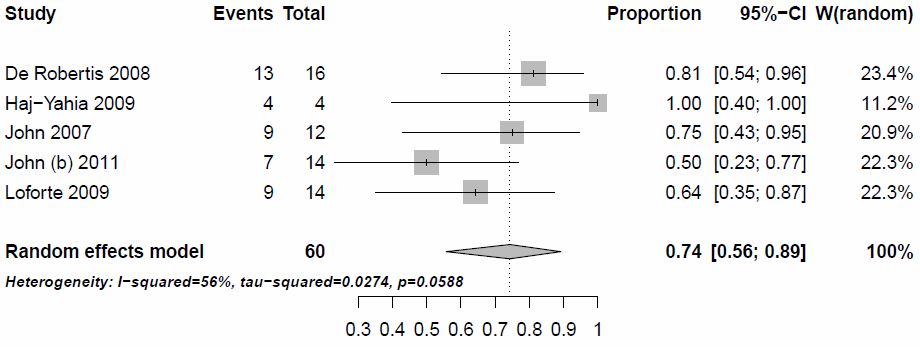 Study Events Total Proportion 95%−CI W(random)
De Robertis 2008 13 16 0.81 [0.54; 0.96] 23.4%
Haj−Yahia 2009 4 4 1.00 [0.40; 1.00] 11.2%
John 2007 9 12 0.75 [0.43; 0.95] 20.9%
John (b) 2011 7 14 0.50 [0.23; 0.77] 22.3%
Loforte 2009 9 14 0.64 [0.35; 0.87] 22.3%
Random effects model 60 0.74 [0.56; 0.89] 100%
Heterogeneity: I−squared=56%, tau−squared=0.0274, p=0.0588
0.3 0.4 0.5 0.6 0.7 0.8 0.9 1